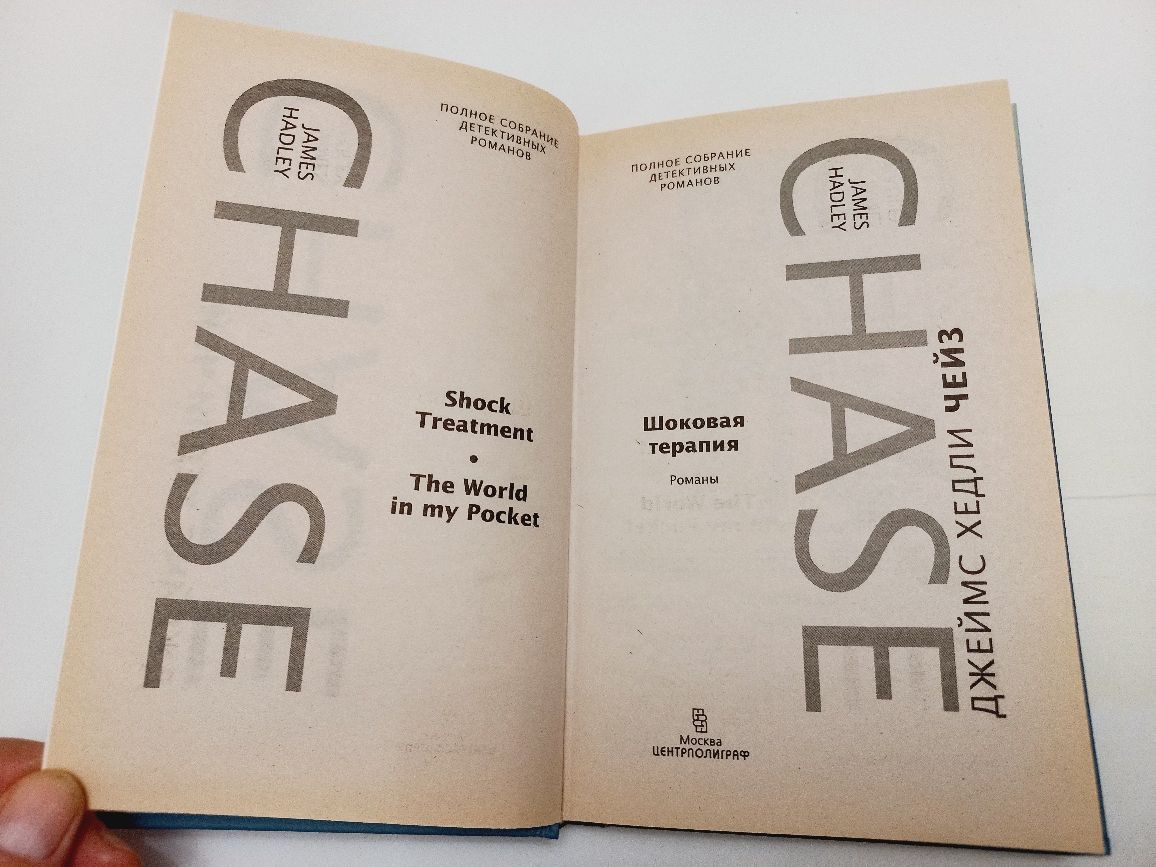 CHASE
JAMES
HADLEY
ПОЛНОЕ СОБРАНИЕ
ДЕТЕКТИВНЫХ
РОМАНОВ
Shock
Treatment
•
The World
in my Pocket
ПОЛНОЕ СОБРАНИЕ
ДЕТЕКТИВНЫХ
РОМАНОВ
CHASE
JAMES
HADLEY
ДЖЕЙМС ХЕДЛИ ЧЕЙЗ
Шоковая
терапия
Романы
Москва
ЦЕНТРПОЛИГРАФ